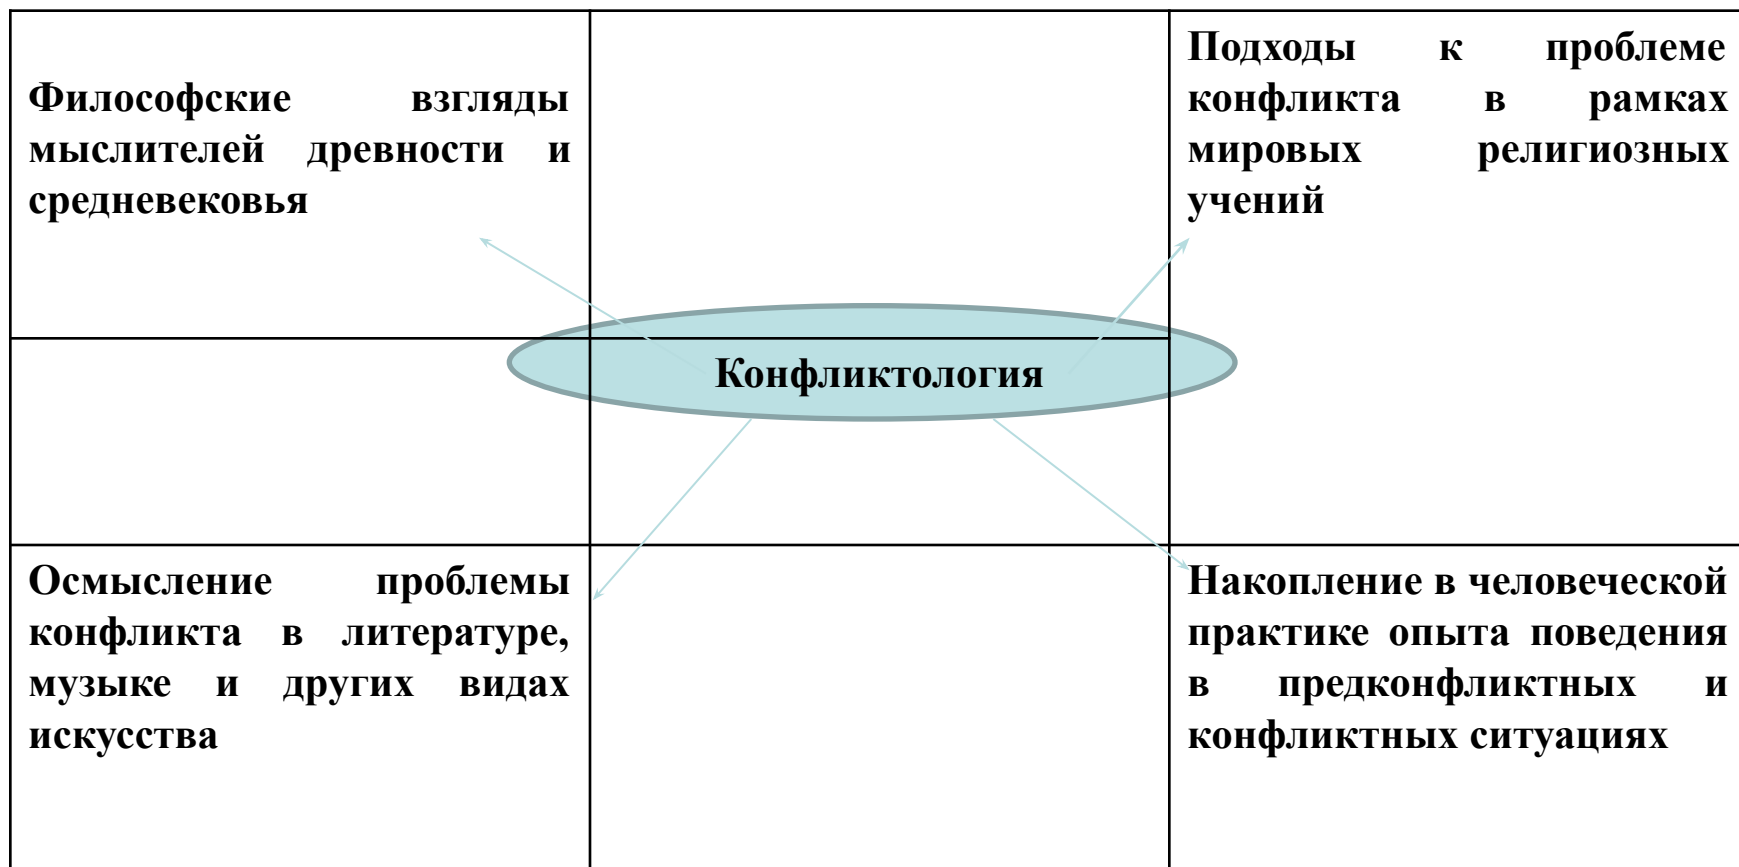 Философские взгляды
мыслителей древности и
средневековья
Подходы к проблеме
конфликта в рамках
мировых религиозных
учений
Конфликтология
Осмысление проблемы
конфликта в литературе,
музыке и других видах
искусства
Накопление в человеческой
практике опыта поведения
в предконфликтных и
конфликтных ситуациях